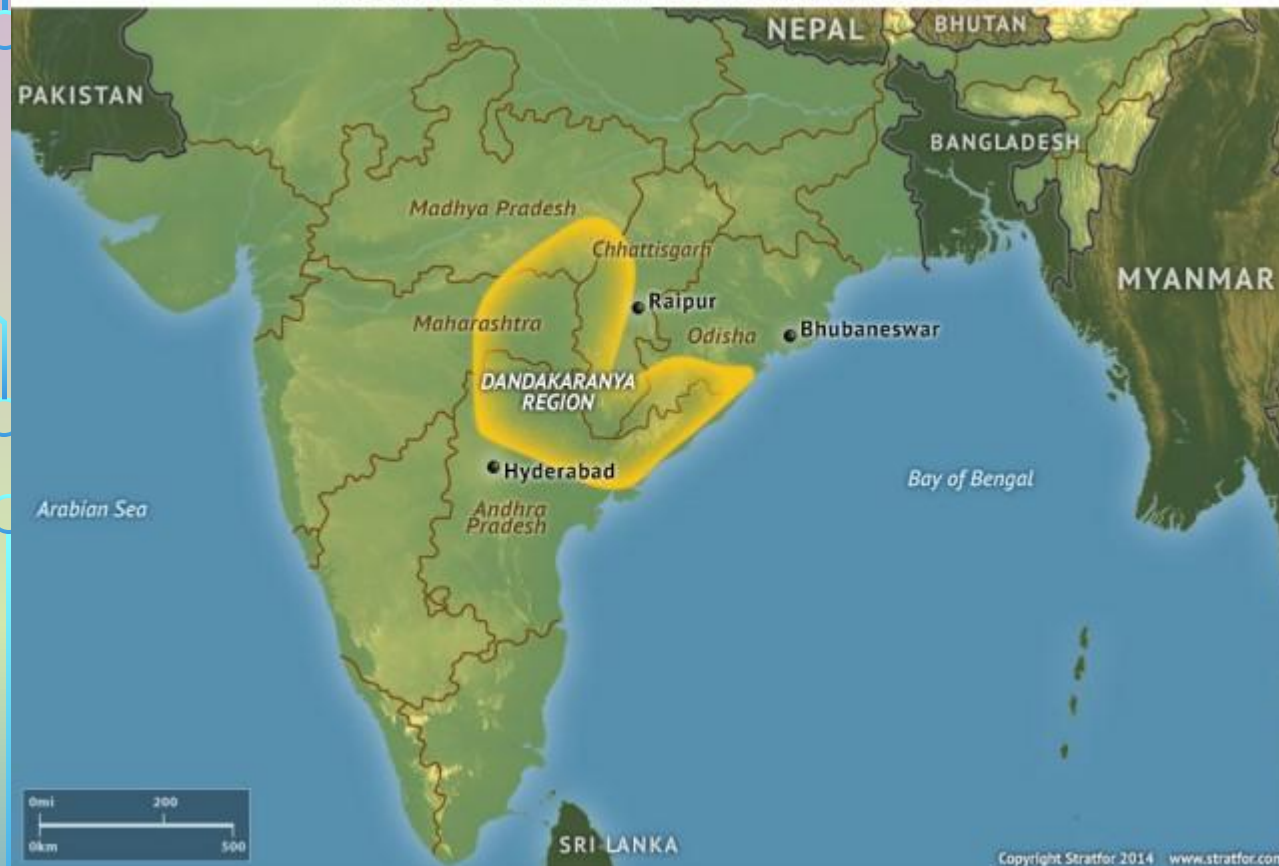 NEPAL
BHUTAN
PAKISTAN
BANGLADESH
Madhya Pradesh
Chhattisgarh
MYANMAR
Raipur
Maharashtra
Odisha
Bhubaneswar
DANDAKARANYA
REGION
Hyderabad
Bay of Bengal
Arabian Sea
Andhra
Pradesh
0mi 200
0km 500
SRI LANKA
Copyright Stratfor 2014 www.stratfor.com